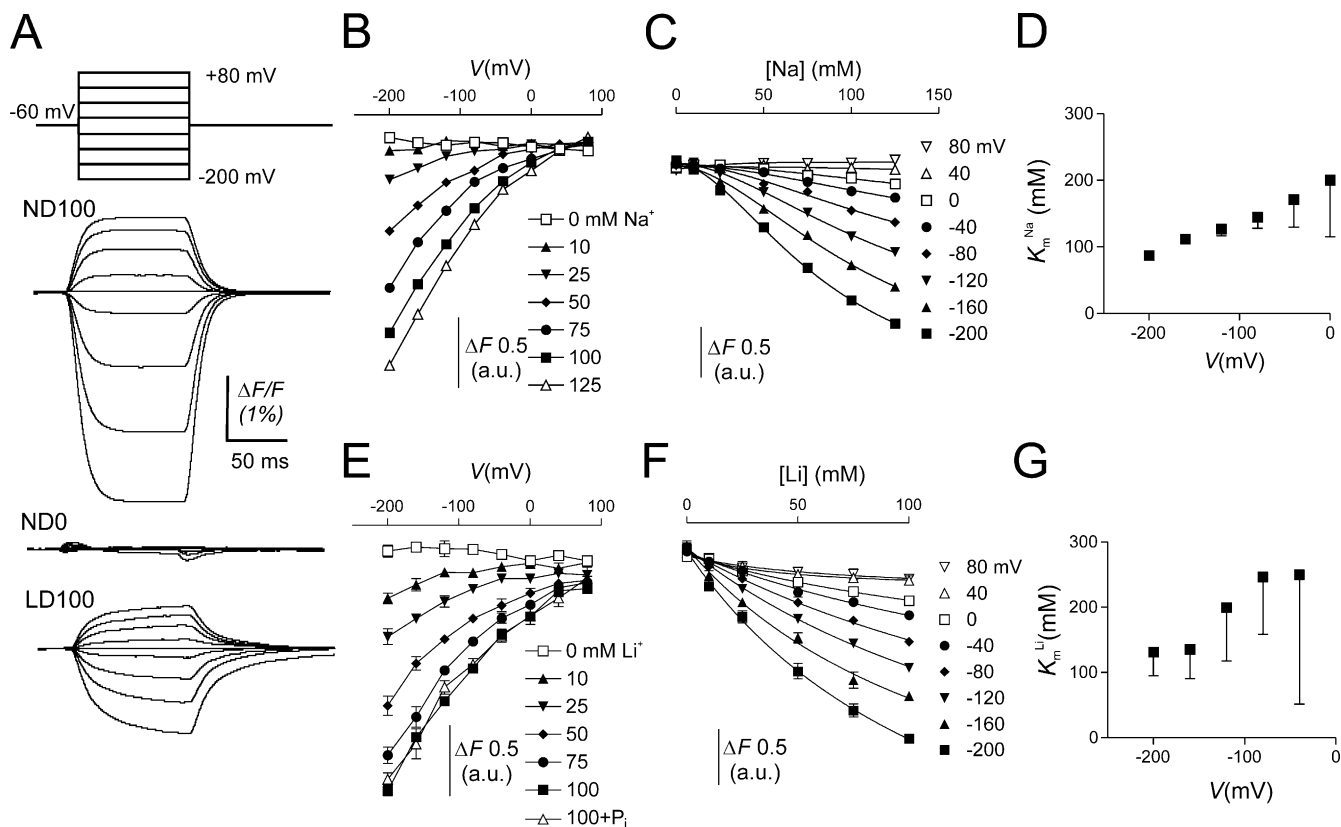 A
+80 mV
-60 mV
-200 mV
ND100
ΔF/F
(1%)
50 ms
ND0
LD100
B
V(mV)
-200 -100 0 100
0 mM Na⁺
10
25
50
75
100
125
ΔF 0.5
(a.u.)
C
[Na] (mM)
0 50 100 150
80 mV
40
0
-40
-80
-120
-160
-200
ΔF 0.5
(a.u.)
D
300
200
100
0
Kₘᴺᵃ (mM)
-200 -100 0
V(mV)
E
V(mV)
-200 -100 0 100
0 mM Li⁺
10
25
50
75
100
100+Pᵢ
ΔF 0.5
(a.u.)
F
[Li] (mM)
0 50 100
80 mV
40
0
-40
-80
-120
-160
-200
ΔF 0.5
(a.u.)
G
300
200
100
0
Kₘᴸⁱ(mM)
-200 -100 0
V(mV)